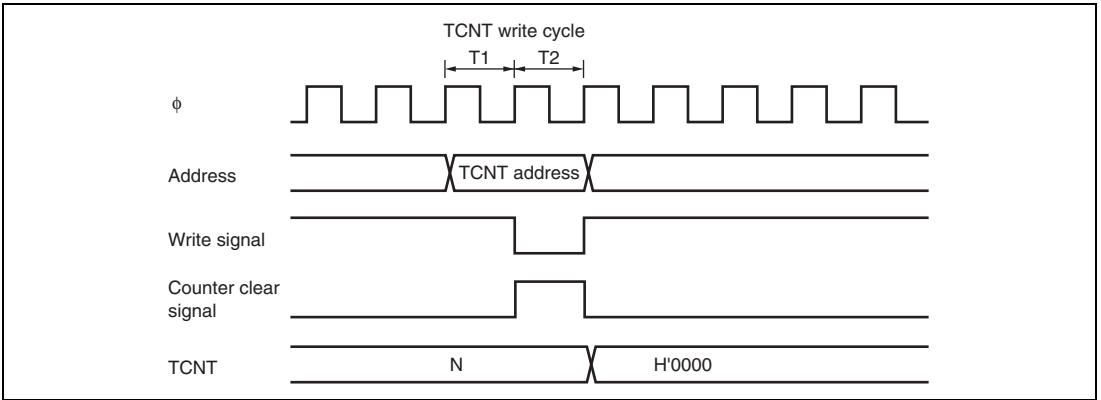 TCNT write cycle
T1 T2
ϕ
Address
TCNT address
Write signal
Counter clear
signal
TCNT
N
H'0000